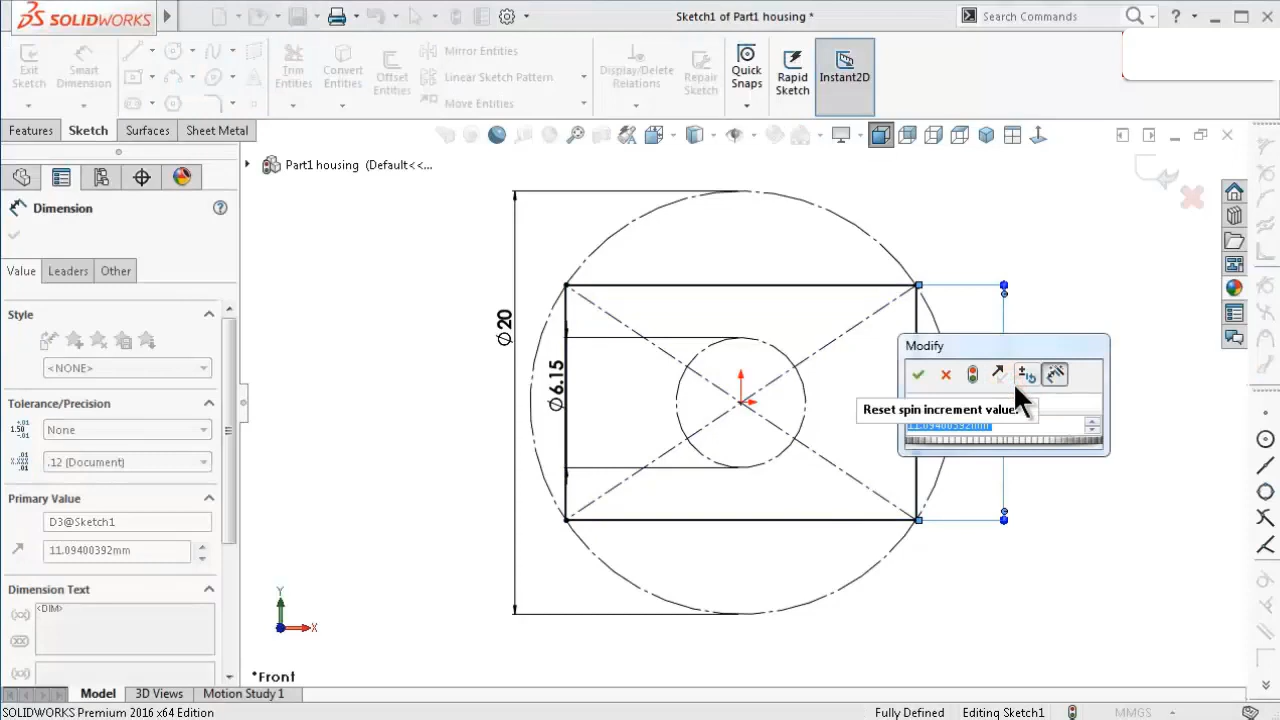 SOLIDWORKS
Sketch1 of Part1 housing *
Search Commands
Exit Sketch
Smart Dimension
Trim Entities
Convert Entities
Offset Entities
Mirror Entities
Linear Sketch Pattern
Move Entities
Display/Delete Relations
Repair Sketch
Quick Snaps
Rapid Sketch
Instant2D
Features
Sketch
Surfaces
Sheet Metal
Part1 housing (Default<<...
Dimension
Value
Leaders
Other
Style
<NONE>
Tolerance/Precision
None
.12 (Document)
Primary Value
D3@Sketch1
11.09400392mm
Dimension Text
<DIM>
∅20
∅6.15
Modify
Reset spin increment value.
11.09400392mm
Y
X
*Front
Model
3D Views
Motion Study 1
SOLIDWORKS Premium 2016 x64 Edition
Fully Defined
Editing Sketch1
MMGS